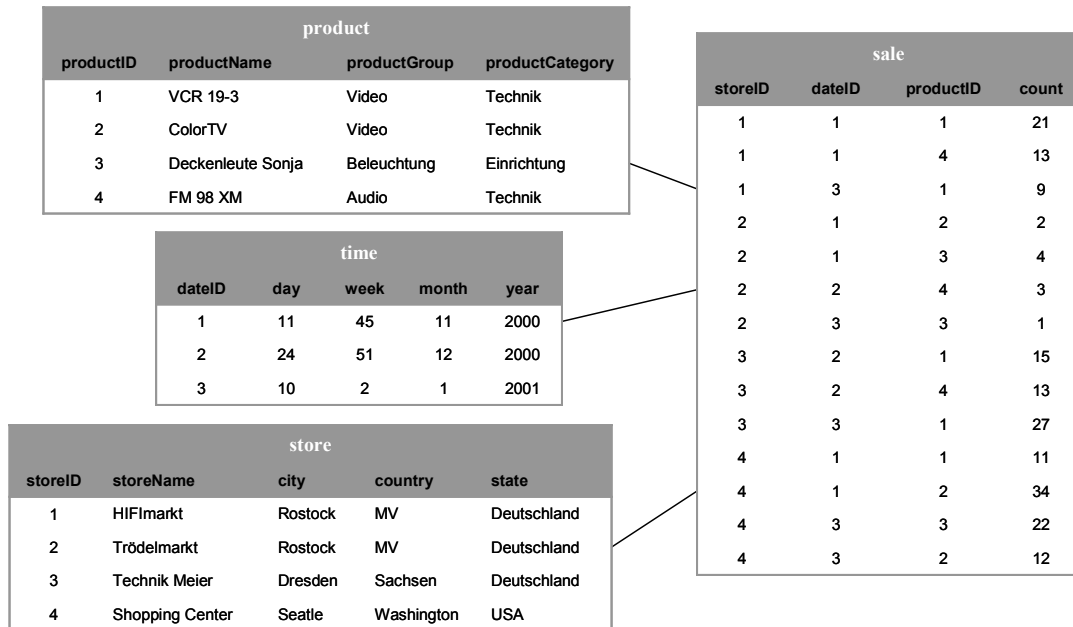 product
productID productName productGroup productCategory
1 VCR 19-3 Video Technik
2 ColorTV Video Technik
3 Deckenleute Sonja Beleuchtung Einrichtung
4 FM 98 XM Audio Technik
time
dateID day week month year
1 11 45 11 2000
2 24 51 12 2000
3 10 2 1 2001
store
storeID storeName city country state
1 HIFImarkt Rostock MV Deutschland
2 Trödelmarkt Rostock MV Deutschland
3 Technik Meier Dresden Sachsen Deutschland
4 Shopping Center Seatle Washington USA
sale
storeID dateID productID count
1 1 1 21
1 1 4 13
1 3 1 9
2 1 2 2
2 1 3 4
2 2 4 3
2 3 3 1
3 2 1 15
3 2 4 13
3 3 1 27
4 1 1 11
4 1 2 34
4 3 3 22
4 3 2 12